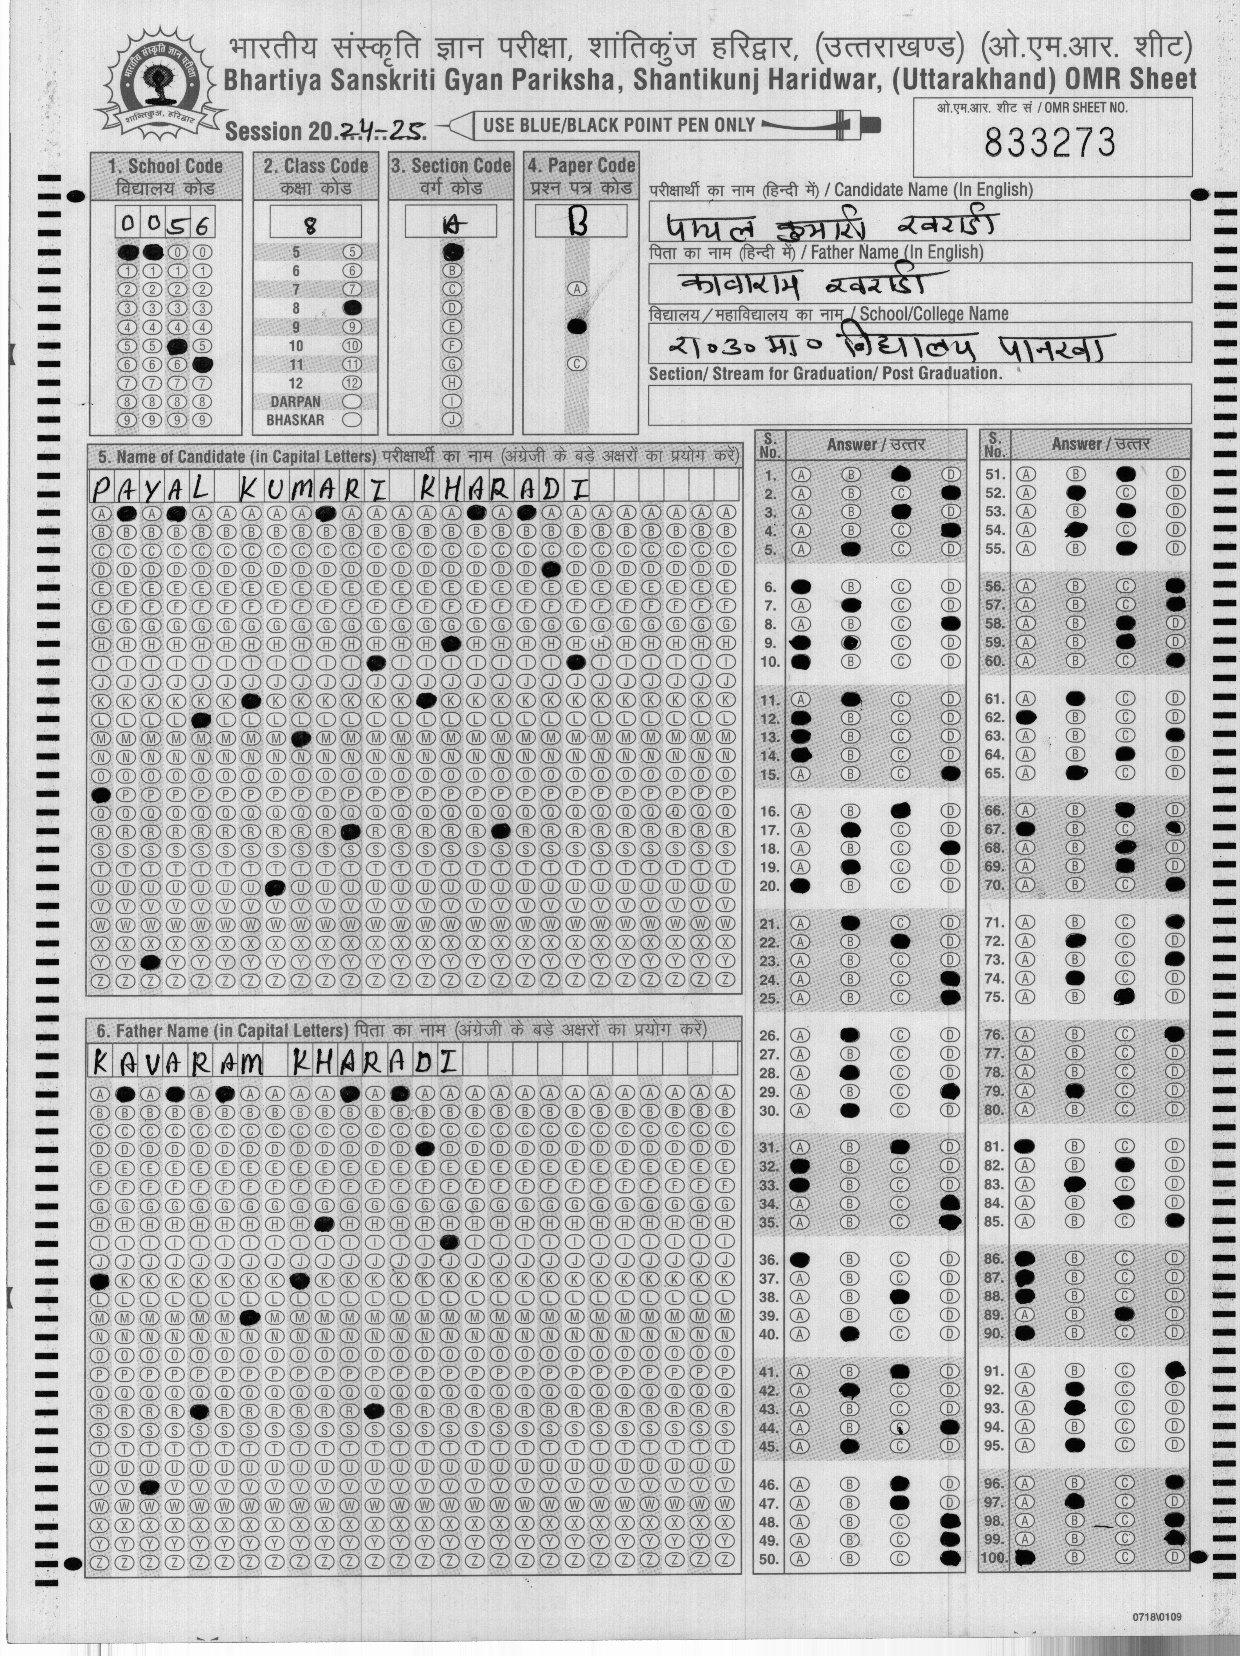 भारतीय संस्कृति ज्ञान परीक्षा, शांतिकुंज हरिद्वार, (उत्तराखण्ड) (ओ.एम.आर. शीट)
Bhartiya Sanskriti Gyan Pariksha, Shantikunj Haridwar, (Uttarakhand) OMR Sheet
Session 20.24-25.
USE BLUE/BLACK POINT PEN ONLY
ओ.एम.आर. शीट सं / OMR SHEET NO.
833273
1. School Code
विद्यालय कोड
0 0 5 6
2. Class Code
कक्षा कोड
8
5 6 7 8 9 10 11 12
DARPAN
BHASKAR
3. Section Code
वर्ग कोड
A
4. Paper Code
प्रश्न पत्र कोड
B
परीक्षार्थी का नाम (हिन्दी में) / Candidate Name (In English)
पायल कुमारी खराडी
पिता का नाम (हिन्दी में) / Father Name (In English)
कावाराम खराडी
विद्यालय/महाविद्यालय का नाम / School/College Name
रा०उ०मा० विद्यालय पानरवा
Section/ Stream for Graduation/ Post Graduation.
5. Name of Candidate (in Capital Letters) परीक्षार्थी का नाम (अंग्रेजी के बड़े अक्षरों का प्रयोग करें)
PAYAL KUMARI KHARADI
6. Father Name (in Capital Letters) पिता का नाम (अंग्रेजी के बड़े अक्षरों का प्रयोग करें)
KAVARAM KHARADI
S. No. Answer / उत्तर
S. No. Answer / उत्तर
0718\0109